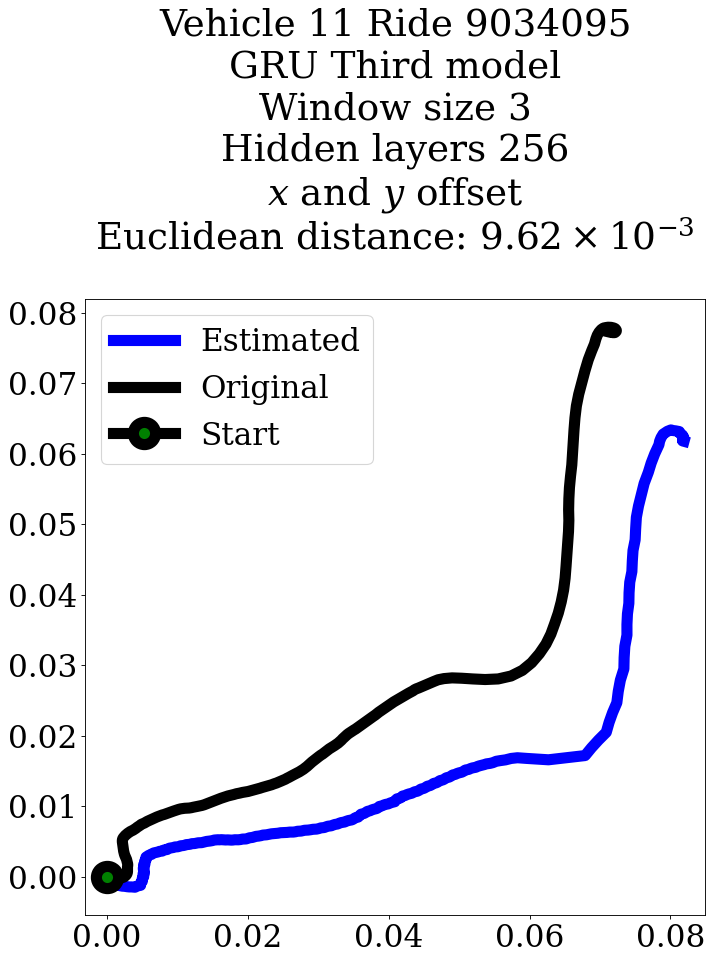 Vehicle 11 Ride 9034095
GRU Third model
Window size 3
Hidden layers 256
x and y offset
Euclidean distance: 9.62 × 10⁻³
Estimated
Original
Start
0.08
0.07
0.06
0.05
0.04
0.03
0.02
0.01
0.00
0.00 0.02 0.04 0.06 0.08